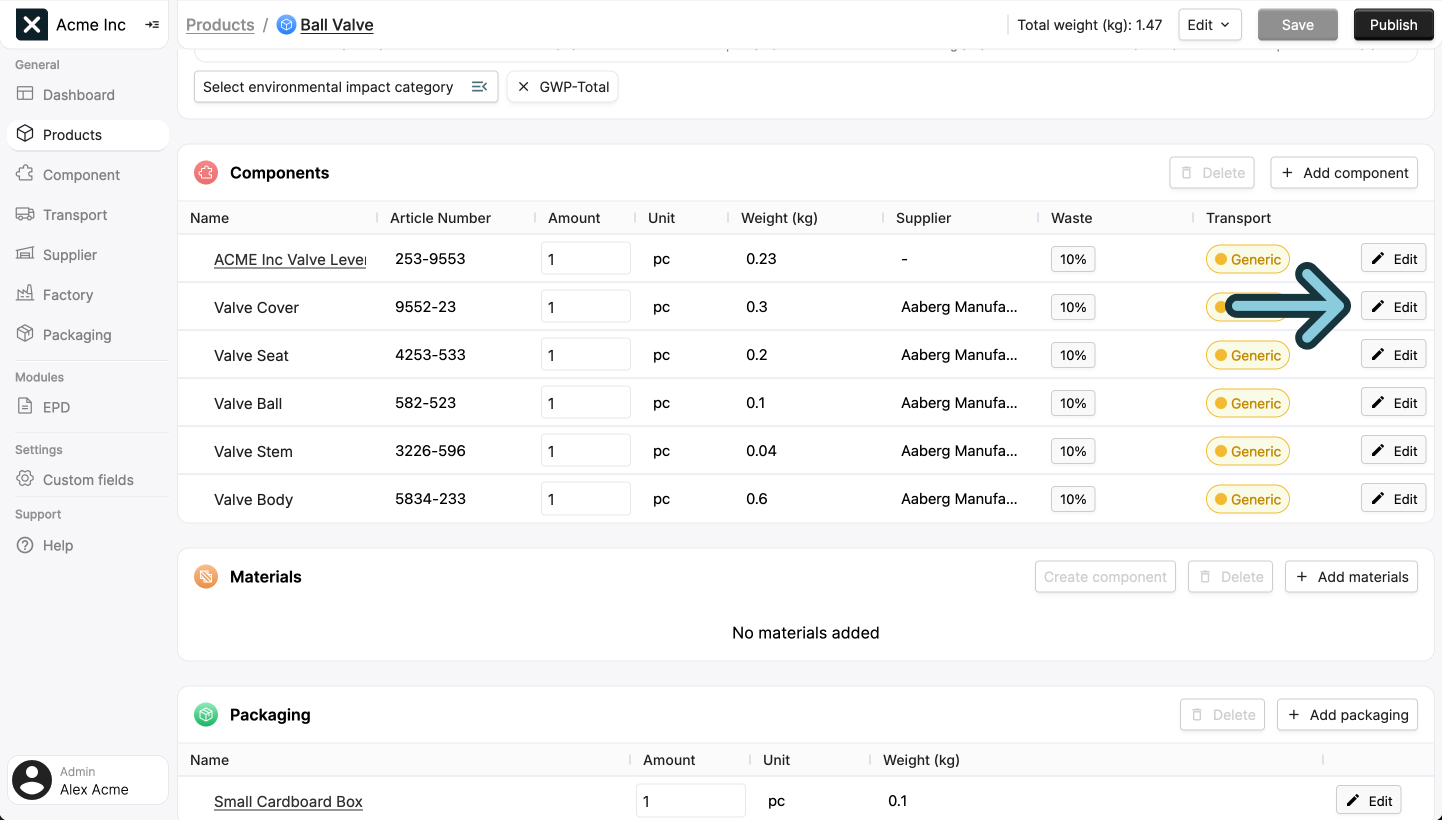 Acme Inc
Products / Ball Valve
Total weight (kg): 1.47
Edit
Save
Publish
General
Dashboard
Products
Component
Transport
Supplier
Factory
Packaging
Modules
EPD
Settings
Custom fields
Support
Help
Admin
Alex Acme
Select environmental impact category
GWP-Total
Components
Delete
Add component
Name Article Number Amount Unit Weight (kg) Supplier Waste Transport
ACME Inc Valve Lever 253-9553 1 pc 0.23 - 10% Generic Edit
Valve Cover 9552-23 1 pc 0.3 Aaberg Manufa... 10% Edit
Valve Seat 4253-533 1 pc 0.2 Aaberg Manufa... 10% Generic Edit
Valve Ball 582-523 1 pc 0.1 Aaberg Manufa... 10% Generic Edit
Valve Stem 3226-596 1 pc 0.04 Aaberg Manufa... 10% Generic Edit
Valve Body 5834-233 1 pc 0.6 Aaberg Manufa... 10% Generic Edit
Materials
Create component
Delete
Add materials
No materials added
Packaging
Delete
Add packaging
Name Amount Unit Weight (kg)
Small Cardboard Box 1 pc 0.1 Edit